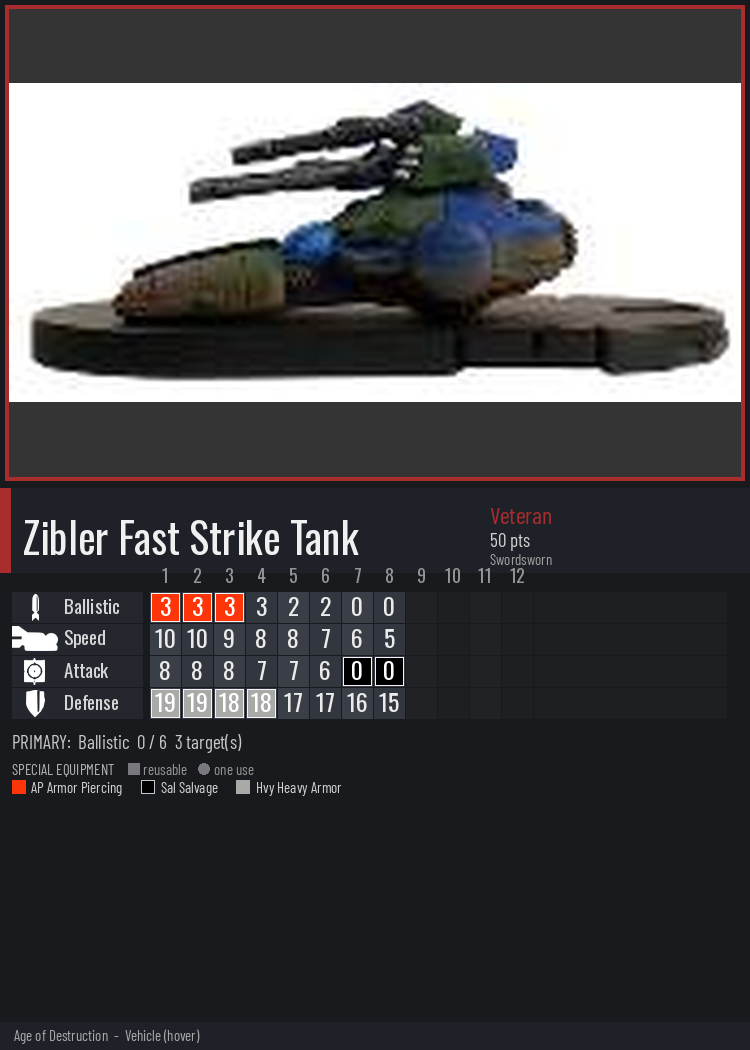 Zibler Fast Strike Tank
Veteran
50 pts
Swordsworn
1 2 3 4 5 6 7 8 9 10 11 12
Ballistic 3 3 3 3 2 2 0 0
Speed 10 10 9 8 8 7 6 5
Attack 8 8 8 7 7 6 0 0
Defense 19 19 18 18 17 17 16 15
PRIMARY: Ballistic 0 / 6 3 target(s)
SPECIAL EQUIPMENT reusable one use
AP Armor Piercing Sal Salvage Hvy Heavy Armor
Age of Destruction - Vehicle (hover)